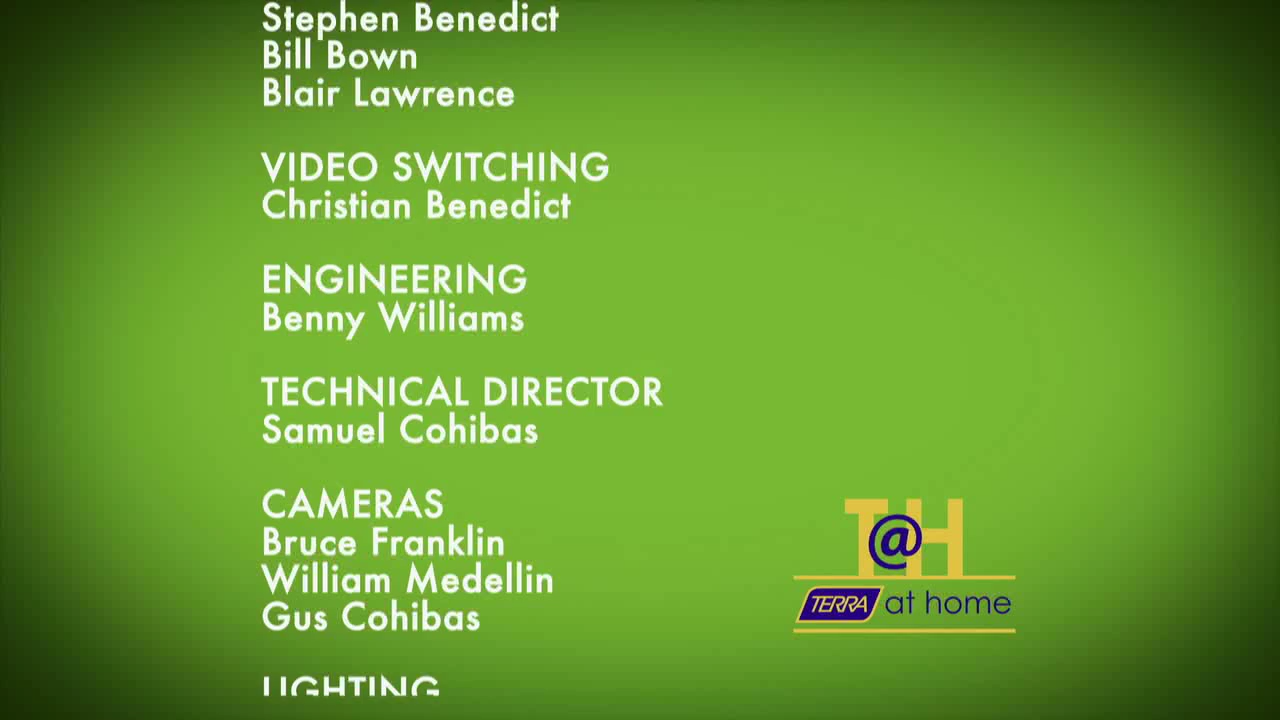 Stephen Benedict
Bill Bown
Blair Lawrence
VIDEO SWITCHING
Christian Benedict
ENGINEERING
Benny Williams
TECHNICAL DIRECTOR
Samuel Cohibas
CAMERAS
Bruce Franklin
William Medellin
Gus Cohibas
LIGHTING
T@H
TERRA at home